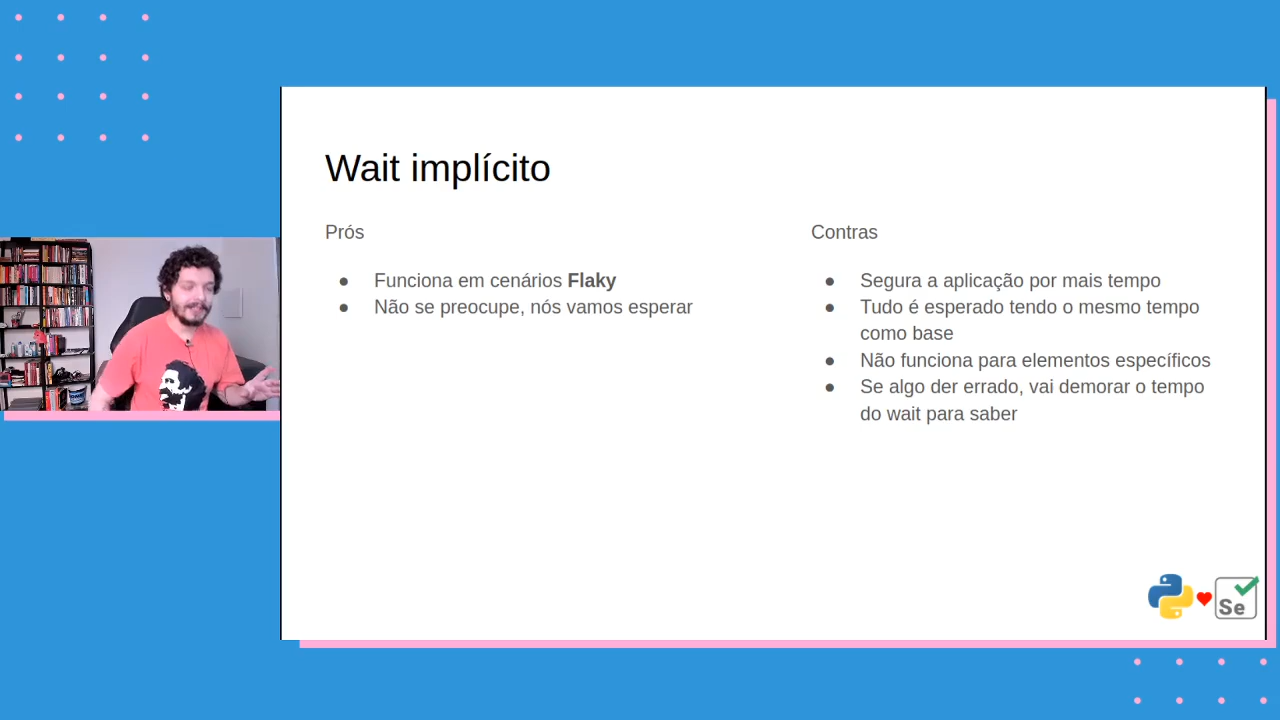 Wait implícito
Prós
● Funciona em cenários Flaky
● Não se preocupe, nós vamos esperar
Contras
● Segura a aplicação por mais tempo
● Tudo é esperado tendo o mesmo tempo
como base
● Não funciona para elementos específicos
● Se algo der errado, vai demorar o tempo
do wait para saber
Se